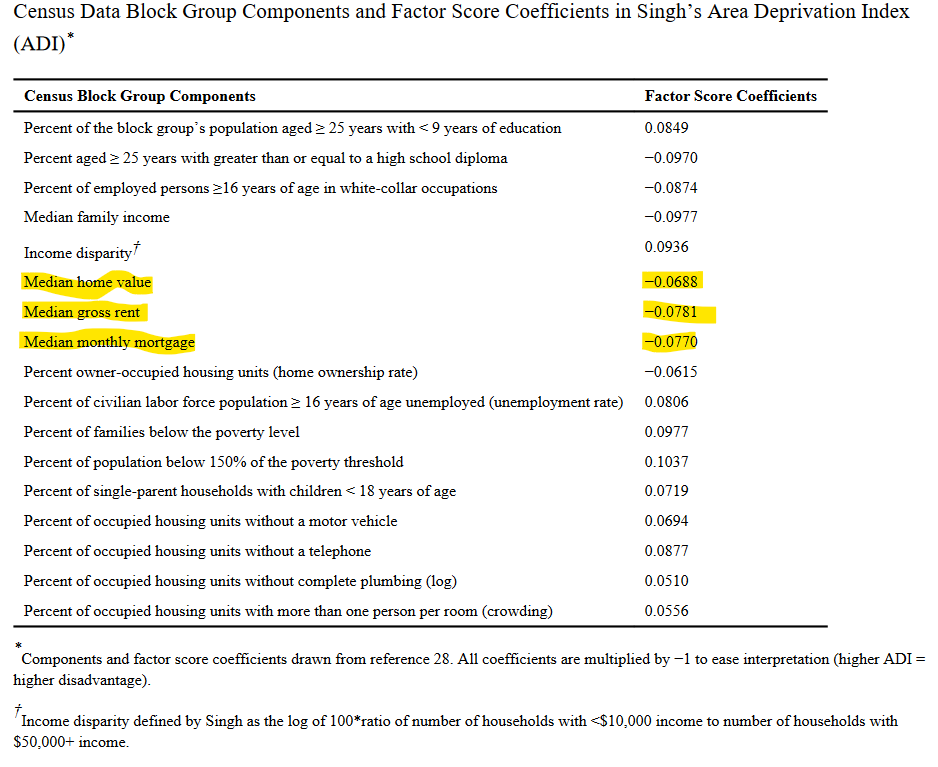 Census Data Block Group Components and Factor Score Coefficients in Singh’s Area Deprivation Index
(ADI)*
Census Block Group Components Factor Score Coefficients
Percent of the block group’s population aged ≥ 25 years with < 9 years of education 0.0849
Percent aged ≥ 25 years with greater than or equal to a high school diploma −0.0970
Percent of employed persons ≥16 years of age in white-collar occupations −0.0874
Median family income −0.0977
Income disparity† 0.0936
Median home value −0.0688
Median gross rent −0.0781
Median monthly mortgage −0.0770
Percent owner-occupied housing units (home ownership rate) −0.0615
Percent of civilian labor force population ≥ 16 years of age unemployed (unemployment rate) 0.0806
Percent of families below the poverty level 0.0977
Percent of population below 150% of the poverty threshold 0.1037
Percent of single-parent households with children < 18 years of age 0.0719
Percent of occupied housing units without a motor vehicle 0.0694
Percent of occupied housing units without a telephone 0.0877
Percent of occupied housing units without complete plumbing (log) 0.0510
Percent of occupied housing units with more than one person per room (crowding) 0.0556
*Components and factor score coefficients drawn from reference 28. All coefficients are multiplied by −1 to ease interpretation (higher ADI =
higher disadvantage).
†Income disparity defined by Singh as the log of 100*ratio of number of households with <$10,000 income to number of households with
$50,000+ income.